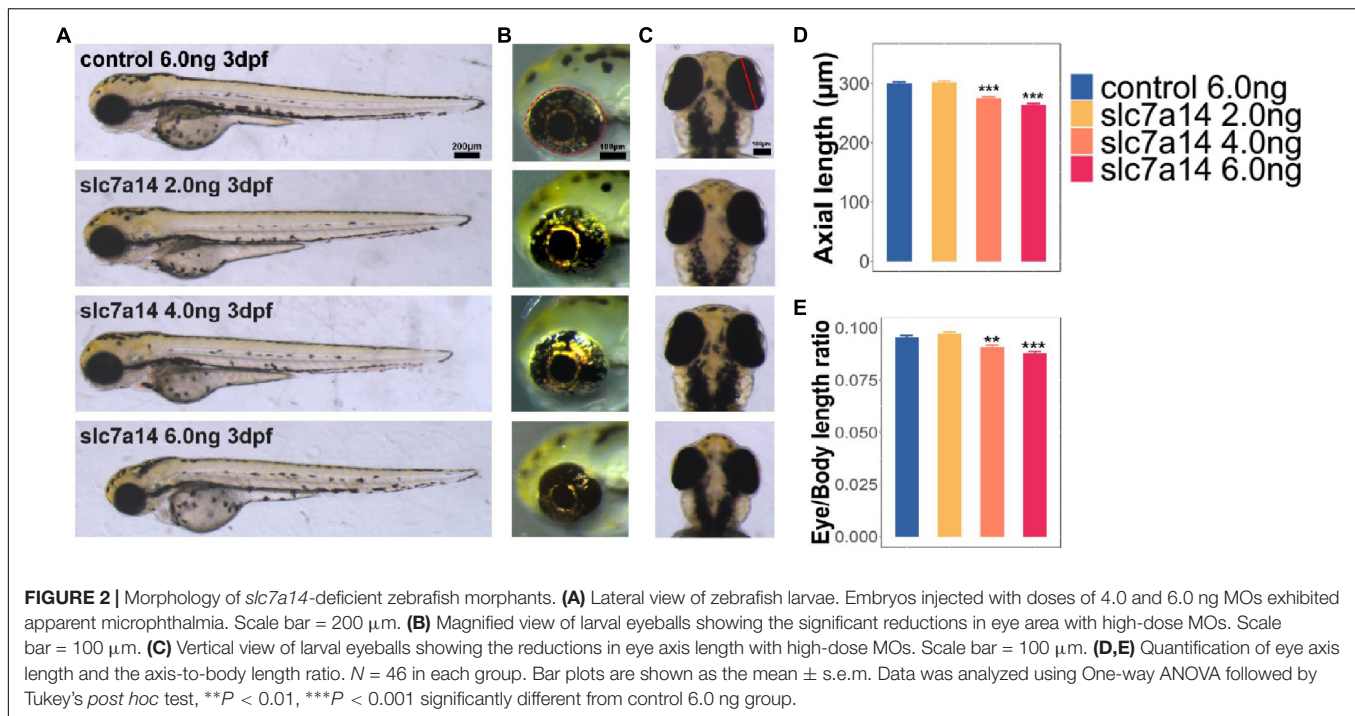 A
control 6.0ng 3dpf
200μm
slc7a14 2.0ng 3dpf
slc7a14 4.0ng 3dpf
slc7a14 6.0ng 3dpf
B
100μm
C
100μm
D
Axial length (μm)
300
200
100
0
***
***
control 6.0ng
slc7a14 2.0ng
slc7a14 4.0ng
slc7a14 6.0ng
E
Eye/Body length ratio
0.100
0.075
0.050
0.025
0.000
**
***
FIGURE 2 | Morphology of slc7a14-deficient zebrafish morphants. (A) Lateral view of zebrafish larvae. Embryos injected with doses of 4.0 and 6.0 ng MOs exhibited
apparent microphthalmia. Scale bar = 200 μm. (B) Magnified view of larval eyeballs showing the significant reductions in eye area with high-dose MOs. Scale
bar = 100 μm. (C) Vertical view of larval eyeballs showing the reductions in eye axis length with high-dose MOs. Scale bar = 100 μm. (D,E) Quantification of eye axis
length and the axis-to-body length ratio. N = 46 in each group. Bar plots are shown as the mean ± s.e.m. Data was analyzed using One-way ANOVA followed by
Tukey's post hoc test, **P < 0.01, ***P < 0.001 significantly different from control 6.0 ng group.